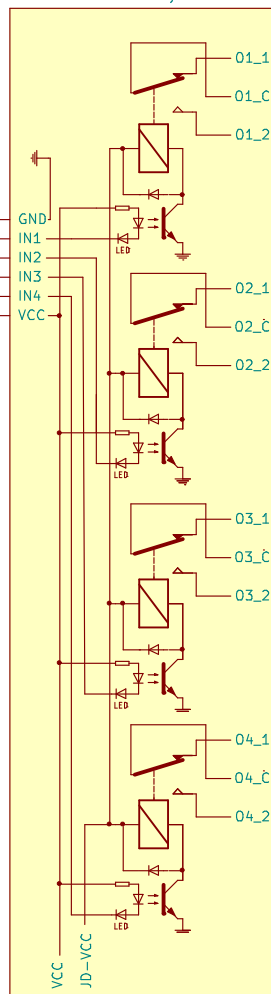 O1_1
O1_C
O1_2
GND
IN1
LED
IN2
IN3
O2_1
IN4
VCC
O2_C
O2_2
LED
O3_1
O3_C
O3_2
LED
O4_1
O4_C
O4_2
LED
VCC
JD-VCC